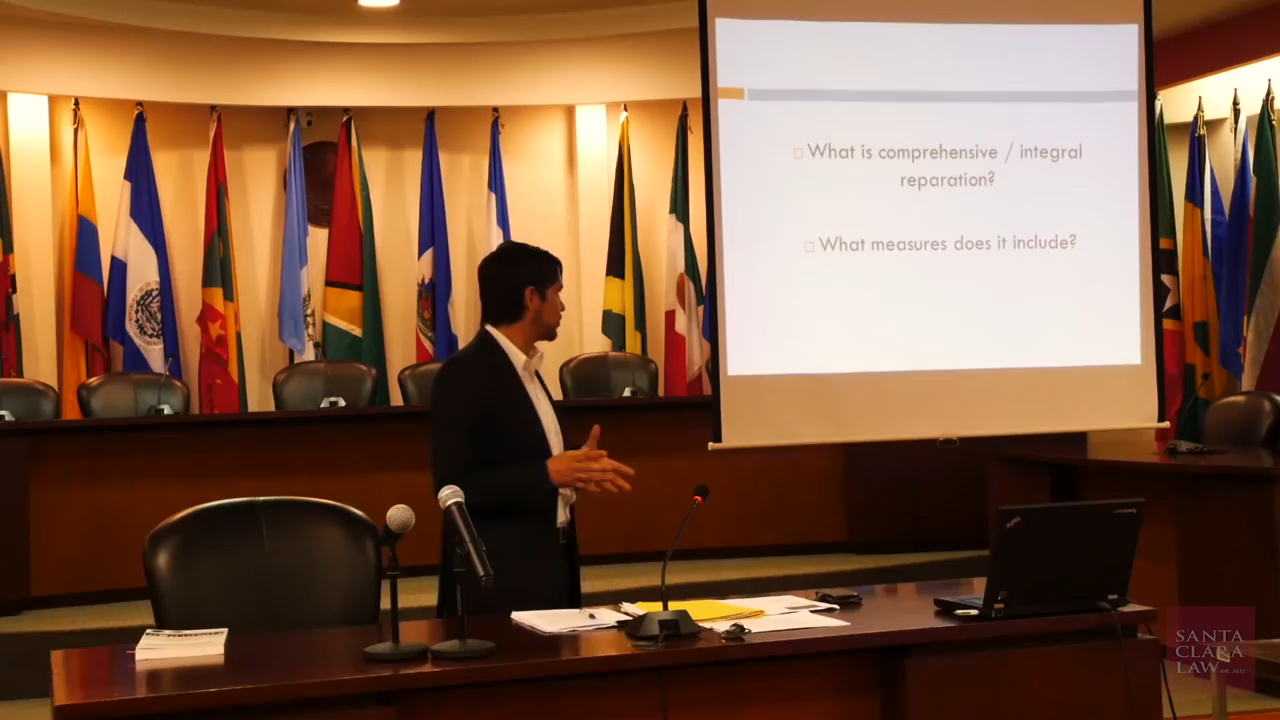 □ What is comprehensive / integral
reparation?
□ What measures does it include?
SANTA
CLARA
LAW